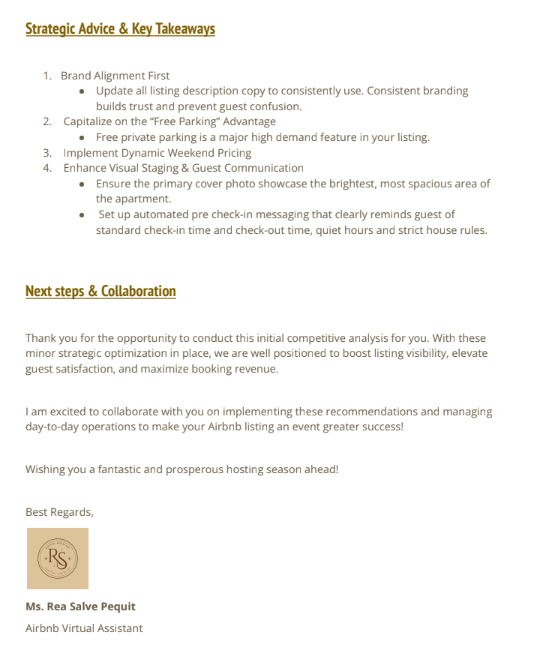 Strategic Advice & Key Takeaways
1. Brand Alignment First
● Update all listing description copy to consistently use. Consistent branding
builds trust and prevent guest confusion.
2. Capitalize on the “Free Parking” Advantage
● Free private parking is a major high demand feature in your listing.
3. Implement Dynamic Weekend Pricing
4. Enhance Visual Staging & Guest Communication
● Ensure the primary cover photo showcase the brightest, most spacious area of
the apartment.
● Set up automated pre check-in messaging that clearly reminds guest of
standard check-in time and check-out time, quiet hours and strict house rules.
Next steps & Collaboration
Thank you for the opportunity to conduct this initial competitive analysis for you. With these
minor strategic optimization in place, we are well positioned to boost listing visibility, elevate
guest satisfaction, and maximize booking revenue.
I am excited to collaborate with you on implementing these recommendations and managing
day-to-day operations to make your Airbnb listing an event greater success!
Wishing you a fantastic and prosperous hosting season ahead!
Best Regards,
RS
Ms. Rea Salve Pequit
Airbnb Virtual Assistant